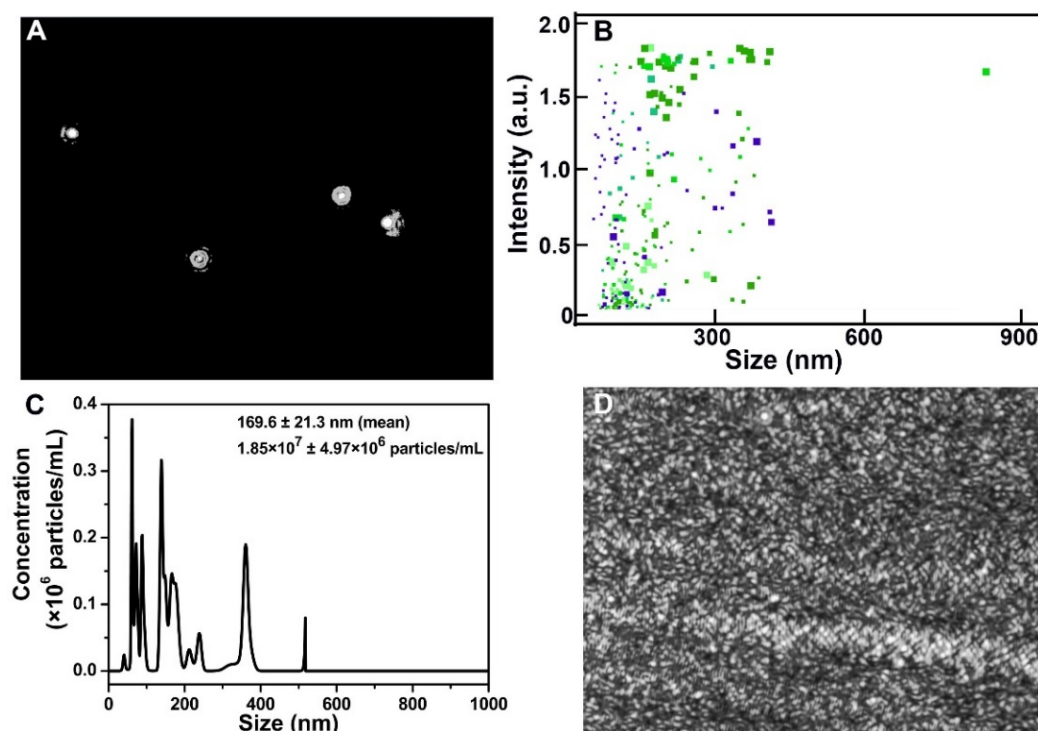 A
B
2.0
1.5
1.0
0.5
0
Intensity (a.u.)
300
600
900
Size (nm)
C
0.4
0.3
0.2
0.1
0.0
Concentration
(×10⁶ particles/mL)
169.6 ± 21.3 nm (mean)
1.85×10⁷ ± 4.97×10⁶ particles/mL
0
200
400
600
800
1000
Size (nm)
D